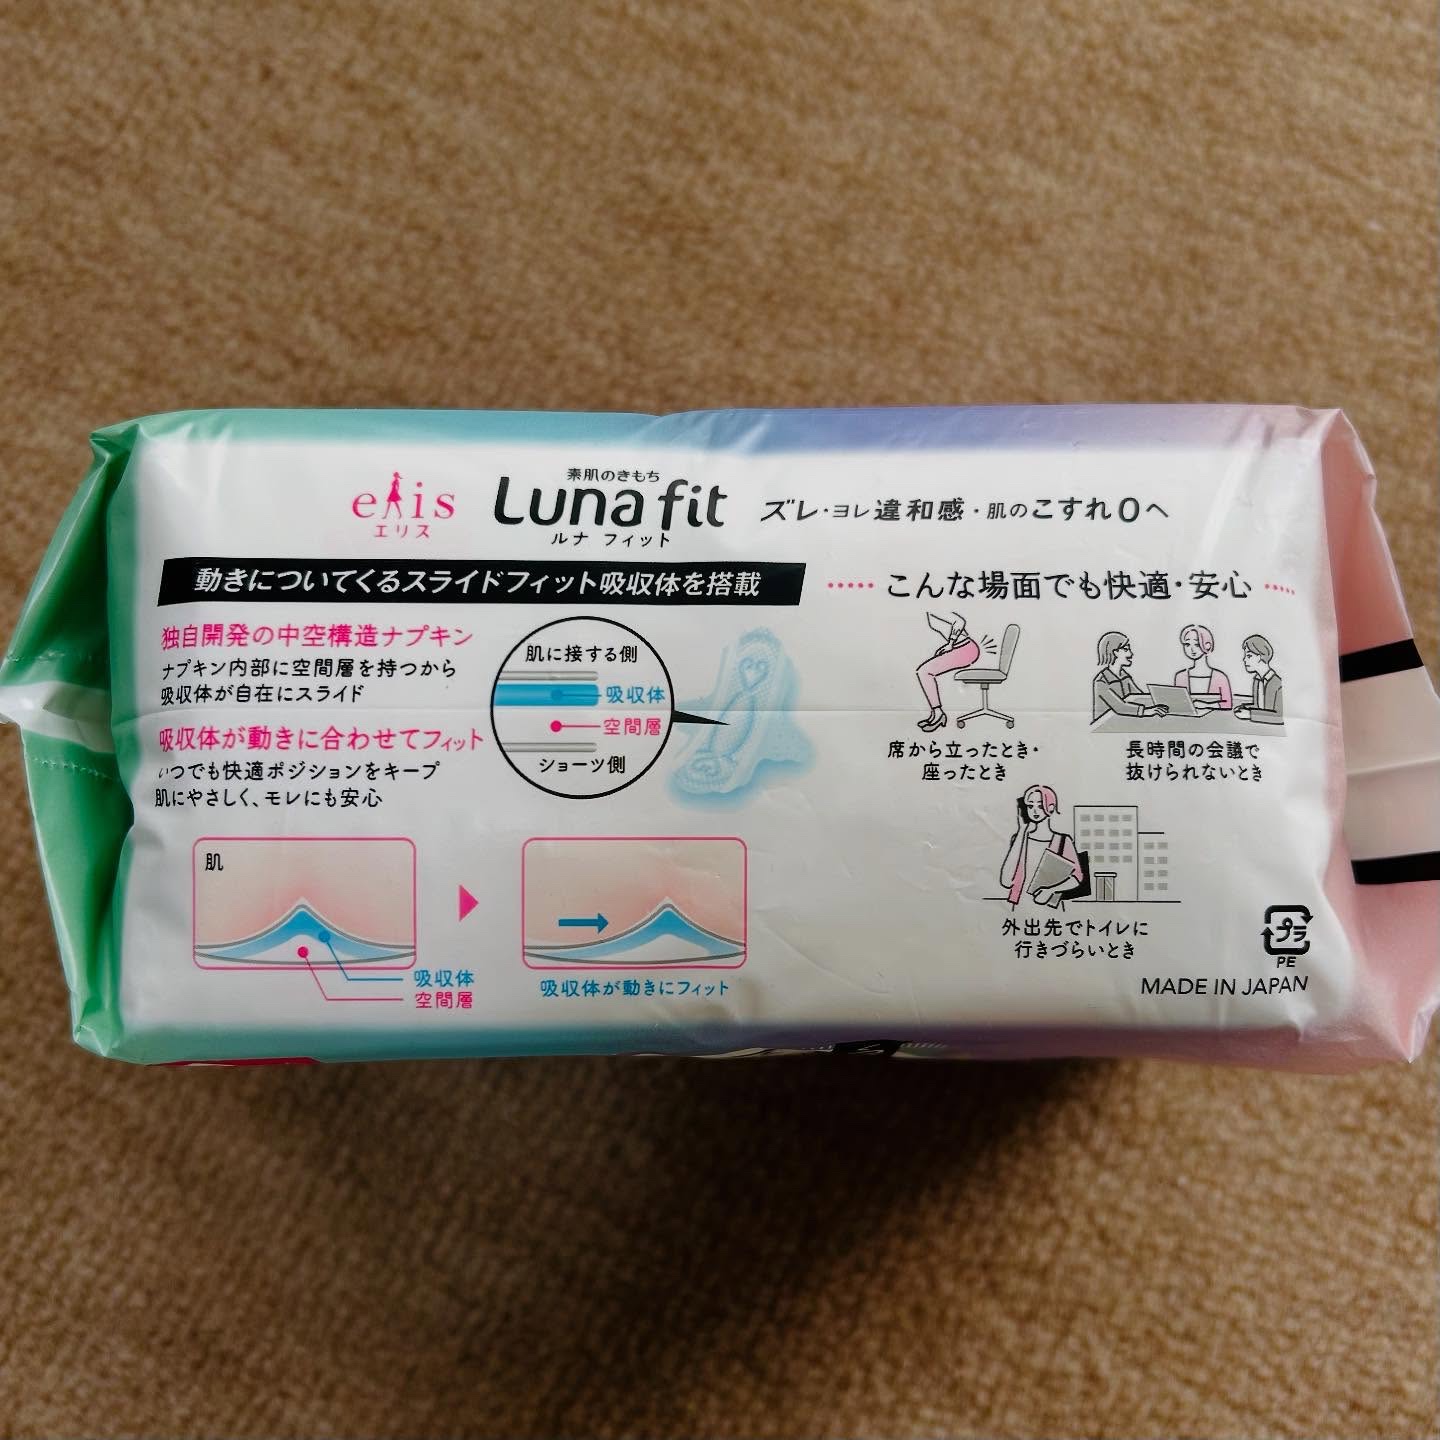 elis
エリス
素肌のきもち
Luna fit
ルナ フィット
ズレ・ヨレ違和感・肌のこすれ0へ
動きについてくるスライドフィット吸収体を搭載
独自開発の中空構造ナプキン
ナプキン内部に空間層を持つから
吸収体が自在にスライド
吸収体が動きに合わせてフィット
いつでも快適ポジションをキープ
肌にやさしく、モレにも安心
肌に接する側
吸収体
空間層
ショーツ側
肌
吸収体
空間層
吸収体が動きにフィット
こんな場面でも快適・安心
席から立ったとき・
座ったとき
長時間の会議で
抜けられないとき
外出先でトイレに
行きづらいとき
プラ
PE
MADE IN JAPAN